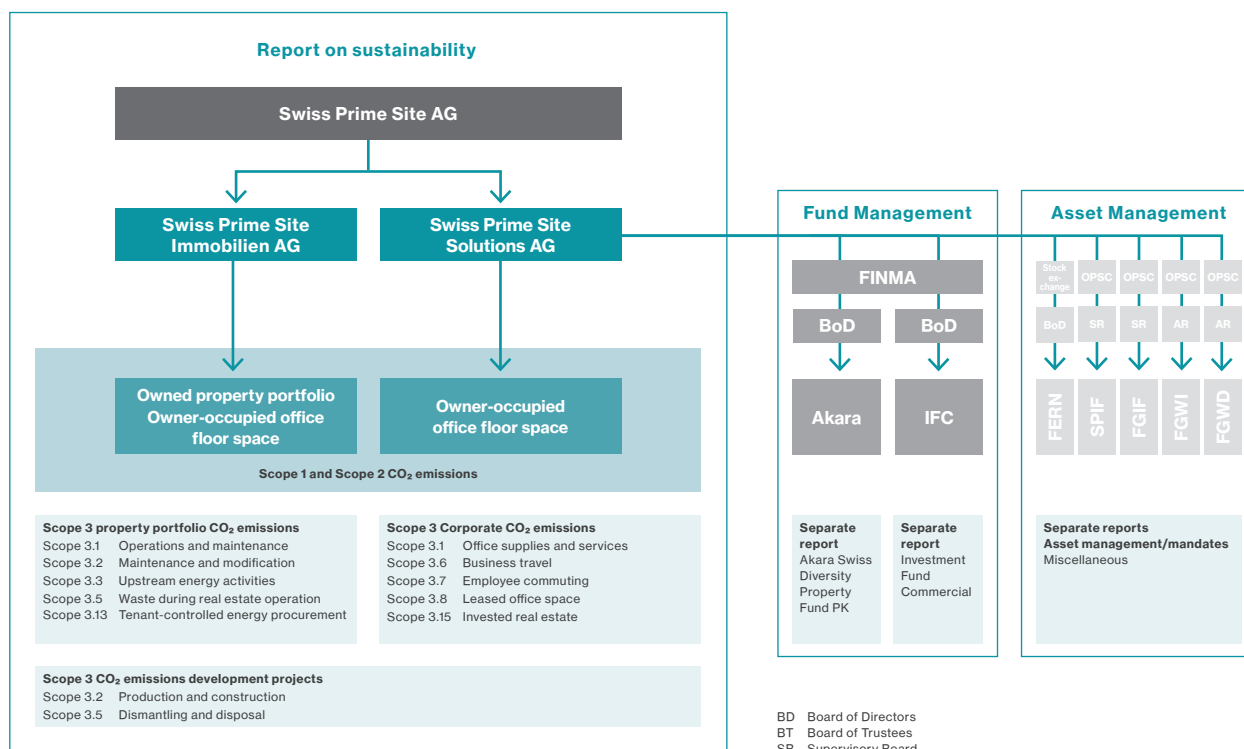 Report on sustainability
Swiss Prime Site AG
Swiss Prime Site
Immobilien AG
Swiss Prime Site
Solutions AG
Owned property portfolio
Owner-occupied office
floor space
Owner-occupied
office floor space
Scope 1 and Scope 2 CO₂ emissions
Scope 3 property portfolio CO₂ emissions
Scope 3.1 Operations and maintenance
Scope 3.2 Maintenance and modification
Scope 3.3 Upstream energy activities
Scope 3.5 Waste during real estate operation
Scope 3.13 Tenant-controlled energy procurement
Scope 3 Corporate CO₂ emissions
Scope 3.1 Office supplies and services
Scope 3.6 Business travel
Scope 3.7 Employee commuting
Scope 3.8 Leased office space
Scope 3.15 Invested real estate
Scope 3 CO₂ emissions development projects
Scope 3.2 Production and construction
Scope 3.5 Dismantling and disposal
Fund Management
FINMA
BoD
BoD
Akara
IFC
Separate
report
Akara Swiss
Diversity
Property
Fund PK
Separate
report
Investment
Fund
Commercial
Asset Management
Stock
ex-
change
OPSC
OPSC
OPSC
OPSC
BoD
SR
SR
AR
AR
FERN
SPIF
FGIF
FGWI
FGWD
Separate reports
Asset management/mandates
Miscellaneous
BD Board of Directors
BT Board of Trustees
SR Supervisory Board